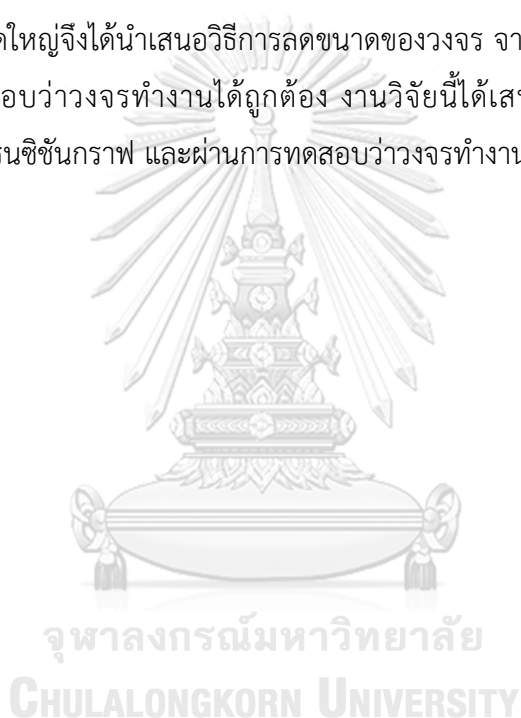 ดใหญ่จึงได้นำเสนอวิธีการลดขนาดของวงจร จา
อบว่าวงจรทำงานได้ถูกต้อง งานวิจัยนี้ได้เส
รนซิชันกราฟ และผ่านการทดสอบว่าวงจรทำงาน
จุฬาลงกรณ์มหาวิทยาลัย
CHULALONGKORN UNIVERSITY